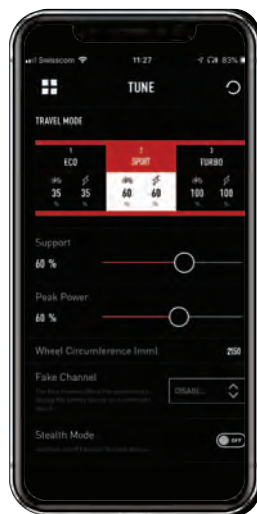 Swisscom 11:27 83%
TUNE
TRAVEL MODE
1 2 3
ECO SPORT TURBO
35 35 60 60 100 100
% % % % % %
Support
60 %
Peak Power
60 %
Wheel Circumference (mm) 2150
Fake Channel
DISABL...
Stealth Mode
OFF